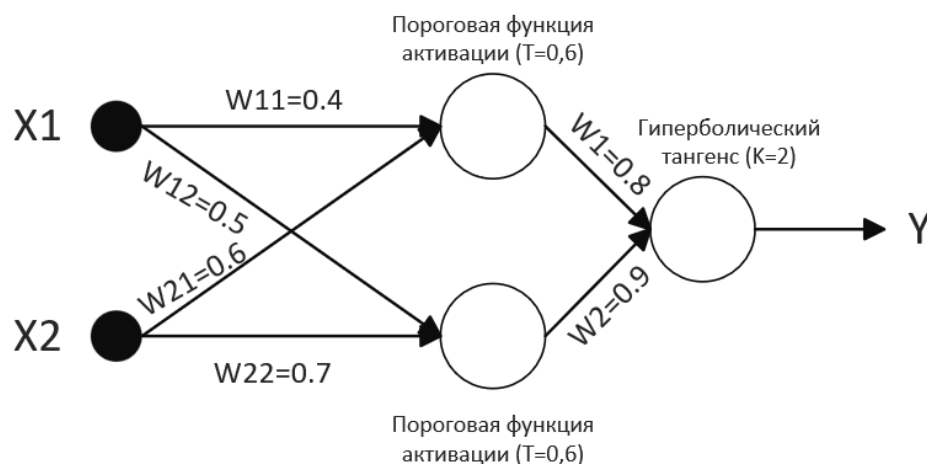 Пороговая функция
активации (T=0,6)
X1
W11=0.4
W1=0.8
Гиперболический
тангенс (K=2)
W12=0.5
W21=0.6
Y
X2
W22=0.7
W2=0.9
Пороговая функция
активации (T=0,6)